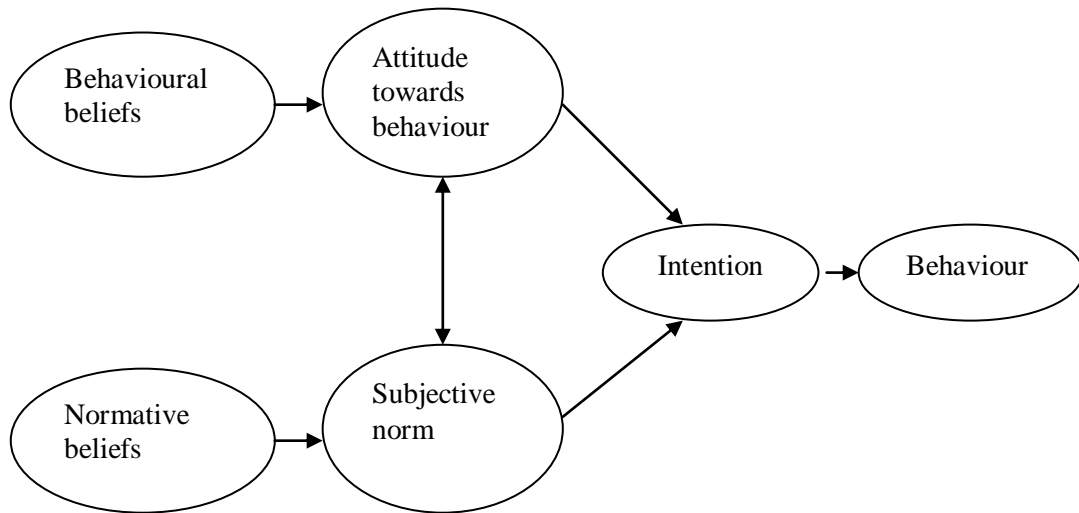 Behavioural
beliefs
Attitude
towards
behaviour
Intention
Behaviour
Normative
beliefs
Subjective
norm